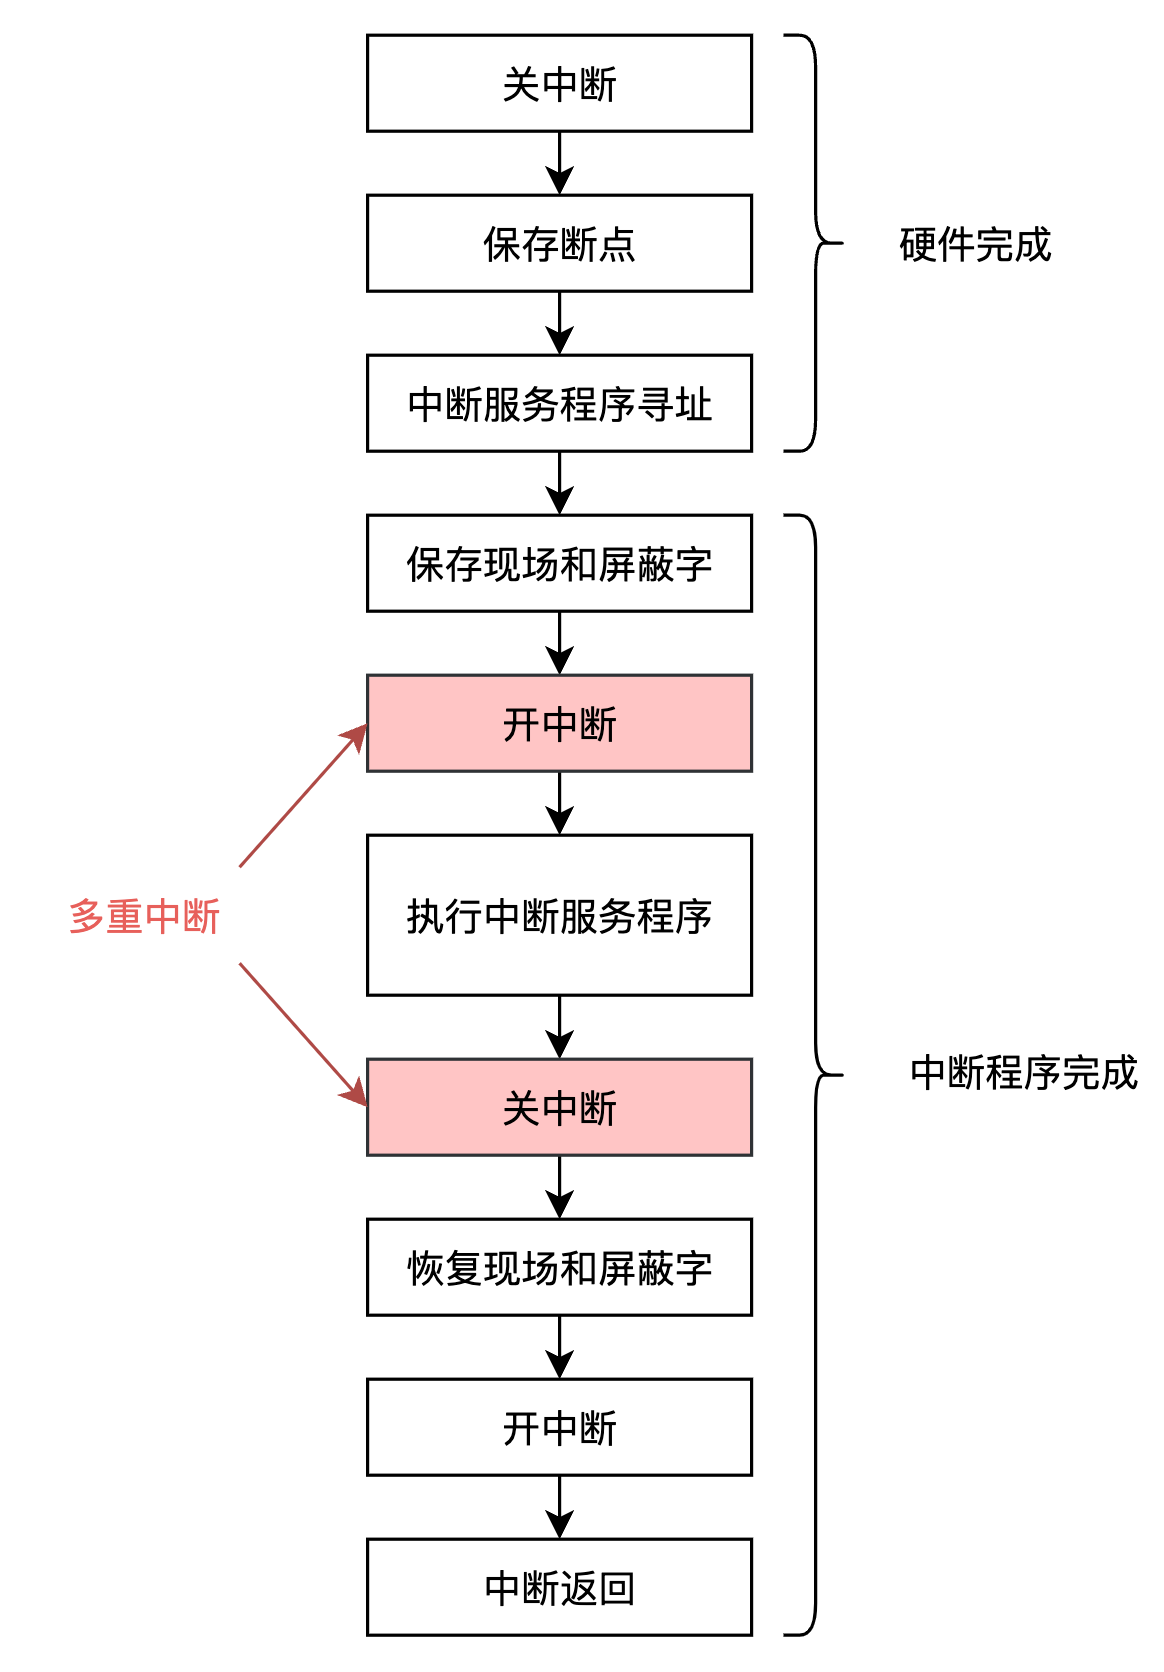 关中断
保存断点
硬件完成
中断服务程序寻址
保存现场和屏蔽字
开中断
执行中断服务程序
多重中断
中断程序完成
关中断
恢复现场和屏蔽字
开中断
中断返回